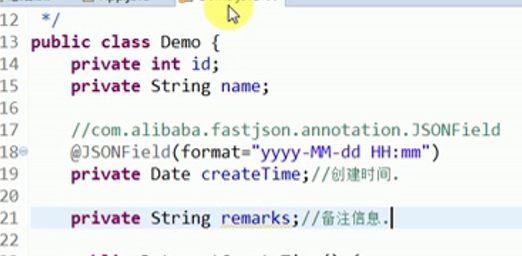 12 */
13 public class Demo {
14 private int id;
15 private String name;
16
17 //com.alibaba.fastjson.annotation.JSONField
18 @JSONField(format="yyyy-MM-dd HH:mm")
19 private Date createTime;//创建时间.
20
21 private String remarks;//备注信息.
22